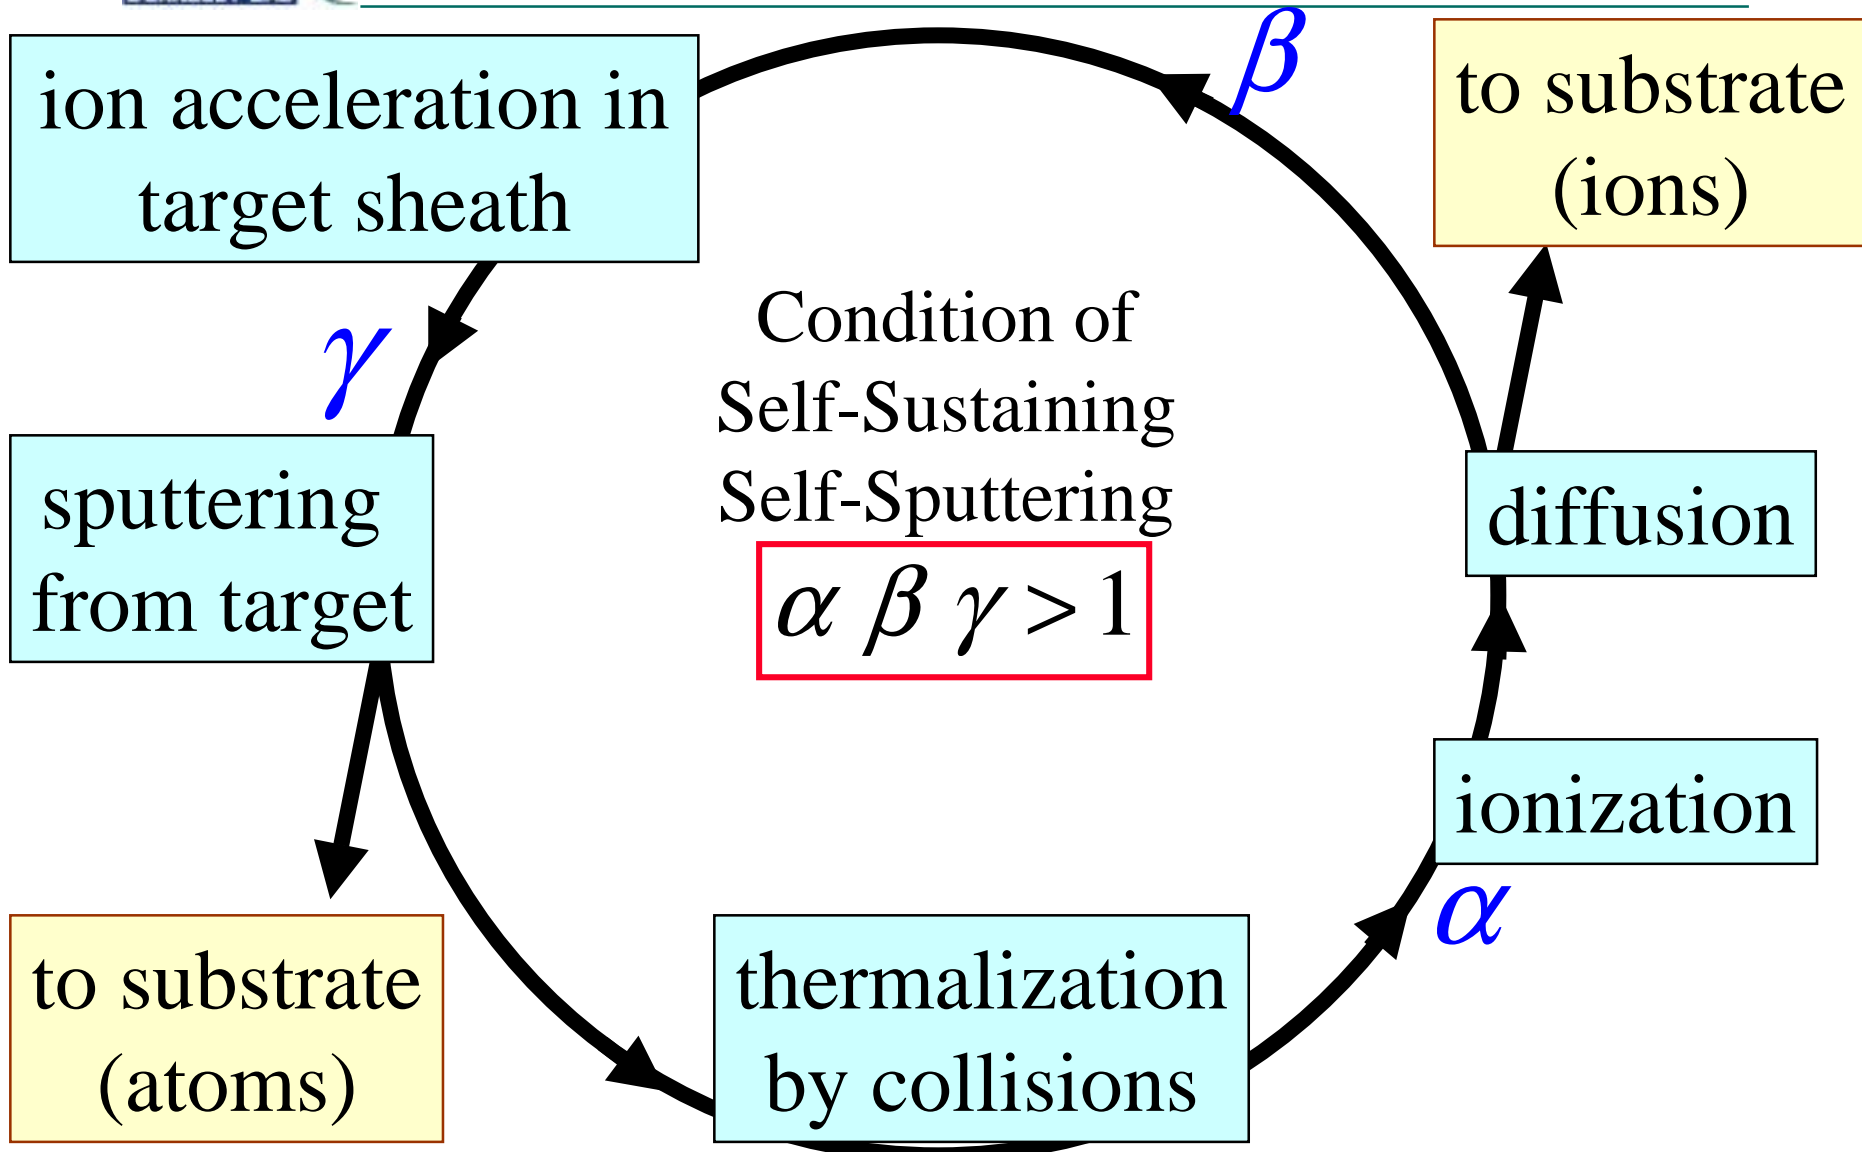 β
ion acceleration in
target sheath
to substrate
(ions)
γ
Condition of
Self-Sustaining
Self-Sputtering
α β γ > 1
sputtering
from target
diffusion
ionization
α
to substrate
(atoms)
thermalization
by collisions